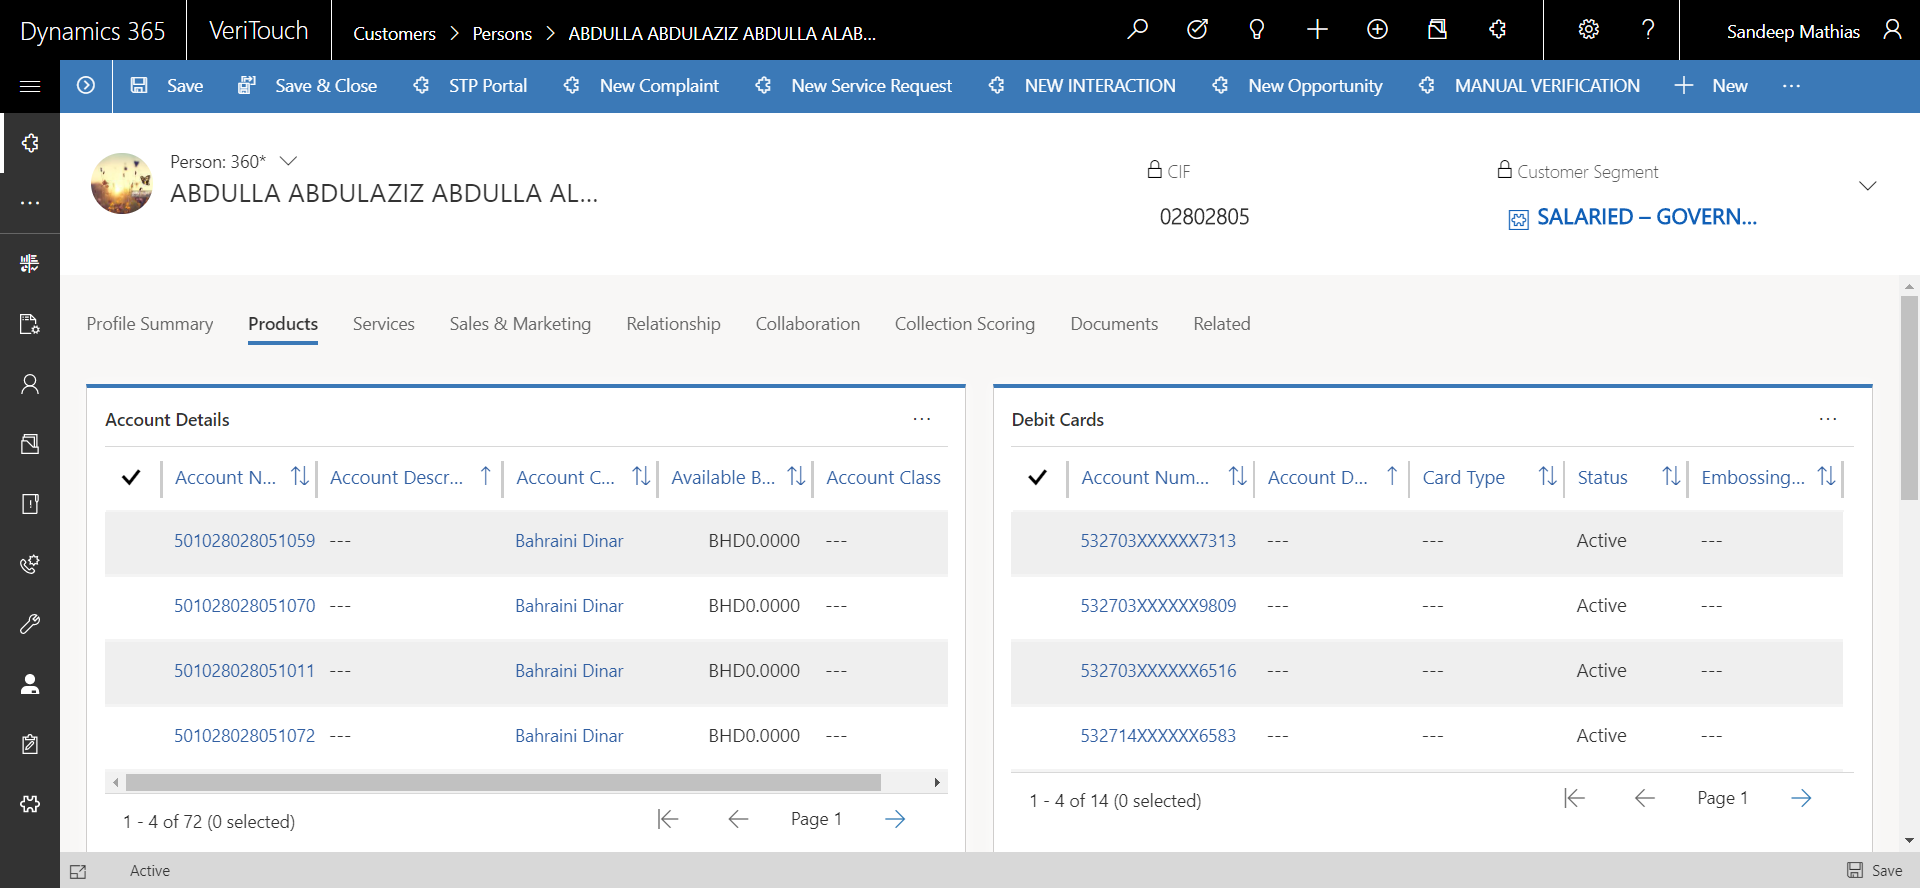 Dynamics 365
VeriTouch
Customers > Persons > ABDULLA ABDULAZIZ ABDULLA ALAB...
Sandeep Mathias
Save
Save & Close
STP Portal
New Complaint
New Service Request
NEW INTERACTION
New Opportunity
MANUAL VERIFICATION
New
Person: 360*
ABDULLA ABDULAZIZ ABDULLA AL...
CIF
02802805
Customer Segment
SALARIED – GOVERN...
Profile Summary
Products
Services
Sales & Marketing
Relationship
Collaboration
Collection Scoring
Documents
Related
Account Details
Account N... Account Descr... Account C... Available B... Account Class
501028028051059 --- Bahraini Dinar BHD0.0000 ---
501028028051070 --- Bahraini Dinar BHD0.0000 ---
501028028051011 --- Bahraini Dinar BHD0.0000 ---
501028028051072 --- Bahraini Dinar BHD0.0000 ---
1 - 4 of 72 (0 selected)
Page 1
Debit Cards
Account Num... Account D... Card Type Status Embossing...
532703XXXXXX7313 --- --- Active ---
532703XXXXXX9809 --- --- Active ---
532703XXXXXX6516 --- --- Active ---
532714XXXXXX6583 --- --- Active ---
1 - 4 of 14 (0 selected)
Page 1
Active
Save